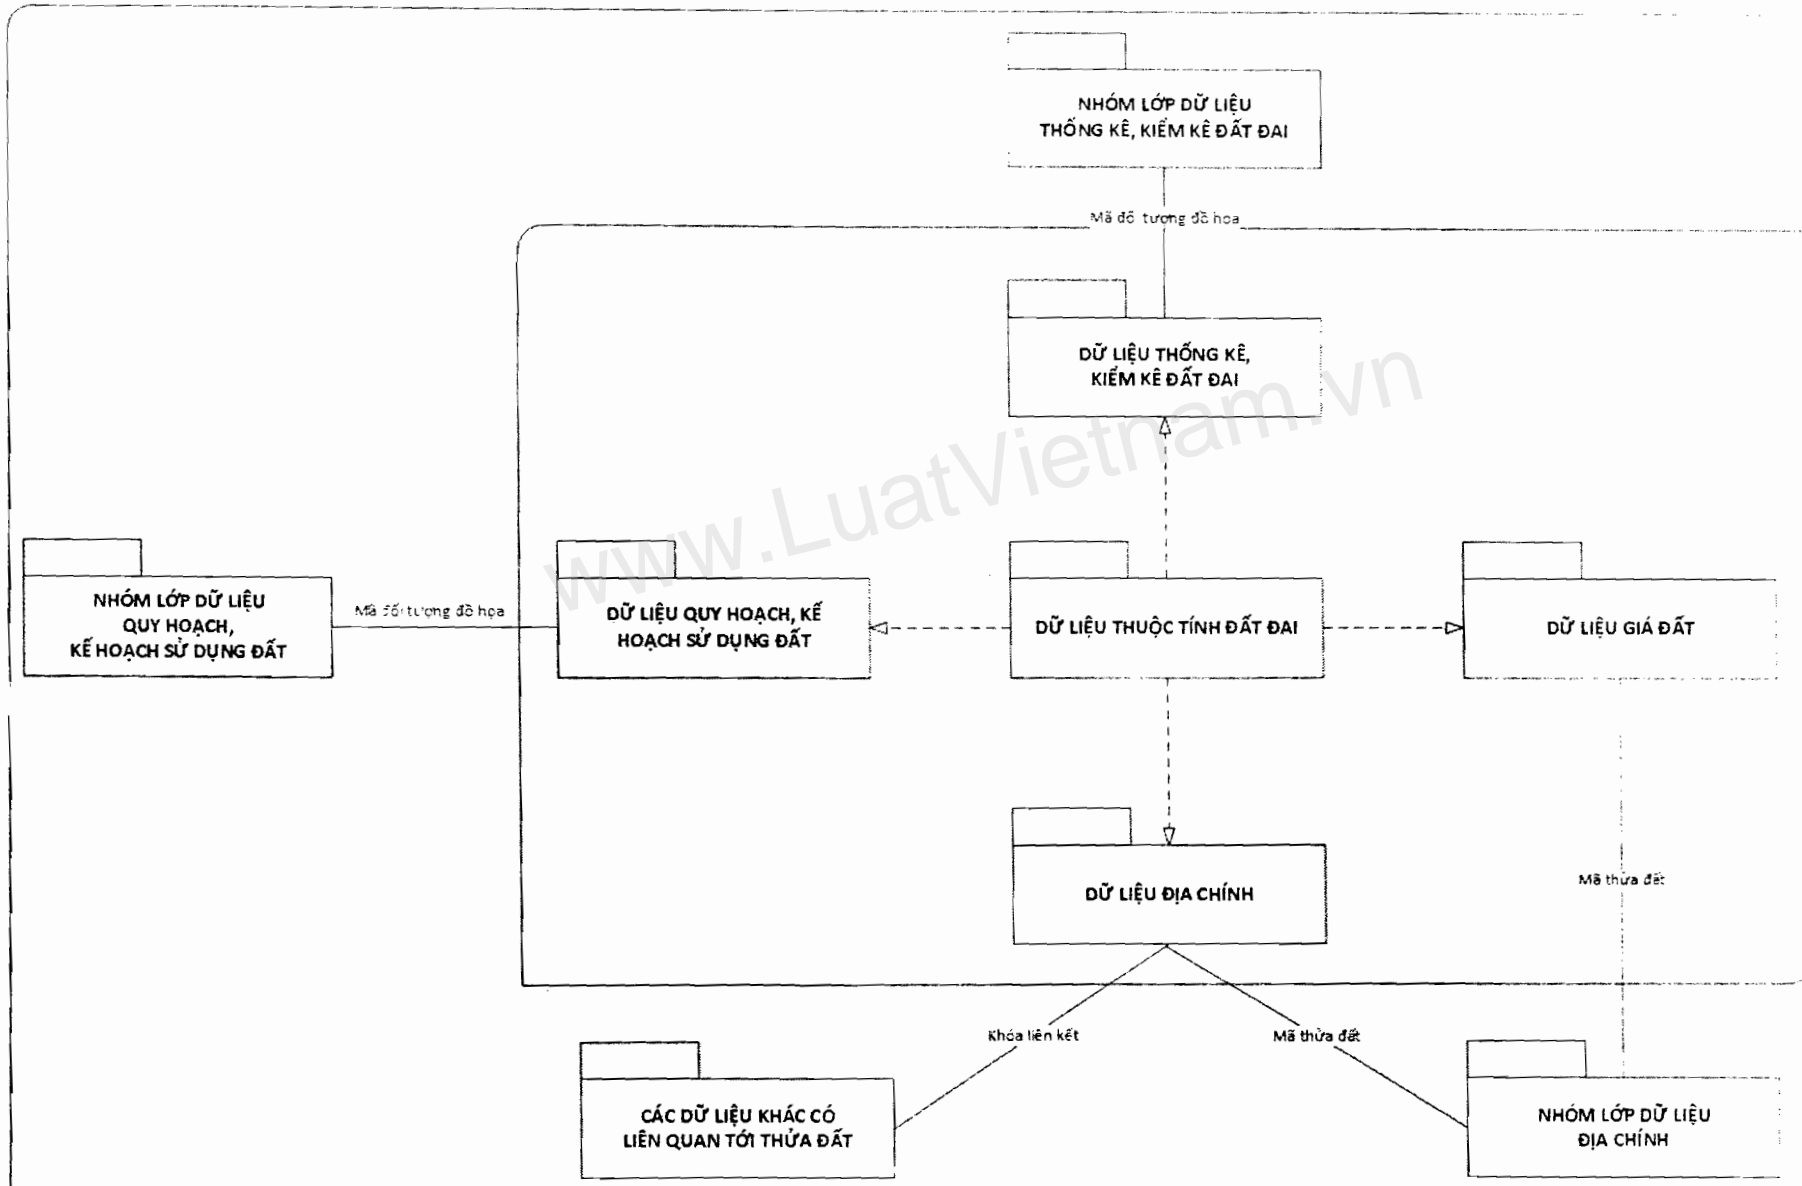 NHÓM LỚP DỮ LIỆU
THỐNG KÊ, KIỂM KÊ ĐẤT ĐAI
Mã đố tượng đồ họa
DỮ LIỆU THỐNG KÊ,
KIỂM KÊ ĐẤT ĐAI
www.LuatVietnam.vn
NHÓM LỚP DỮ LIỆU
QUY HOẠCH,
KẾ HOẠCH SỬ DỤNG ĐẤT
Mã đối tượng đồ họa
DỮ LIỆU QUY HOẠCH, KẾ
HOẠCH SỬ DỤNG ĐẤT
DỮ LIỆU THUỘC TÍNH ĐẤT ĐAI
DỮ LIỆU GIÁ ĐẤT
DỮ LIỆU ĐỊA CHÍNH
Mã thửa đất
Khóa liên kết
Mã thửa đất
CÁC DỮ LIỆU KHÁC CÓ
LIÊN QUAN TỚI THỬA ĐẤT
NHÓM LỚP DỮ LIỆU
ĐỊA CHÍNH